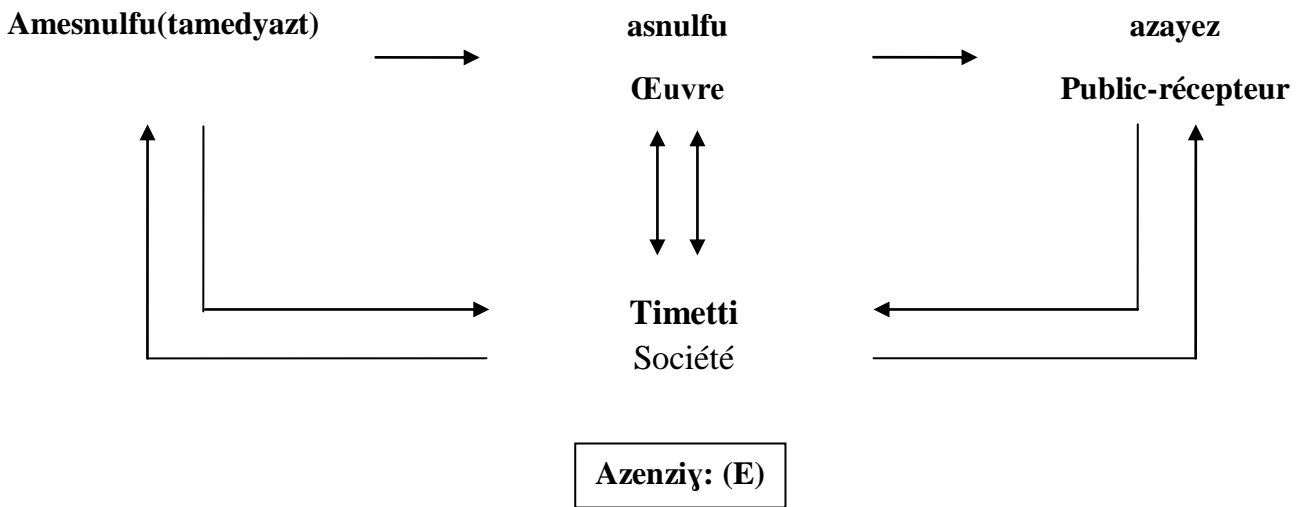 Amesnulfu(tamedyazt) asnulfu azayez
Œuvre Public-récepteur
Timetti
Société
Azenziɣ: (E)